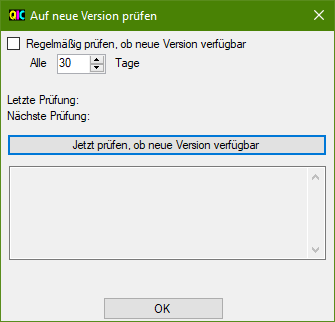 QIC Auf neue Version prüfen
Regelmäßig prüfen, ob neue Version verfügbar
Alle 30 Tage
Letzte Prüfung:
Nächste Prüfung:
Jetzt prüfen, ob neue Version verfügbar
OK